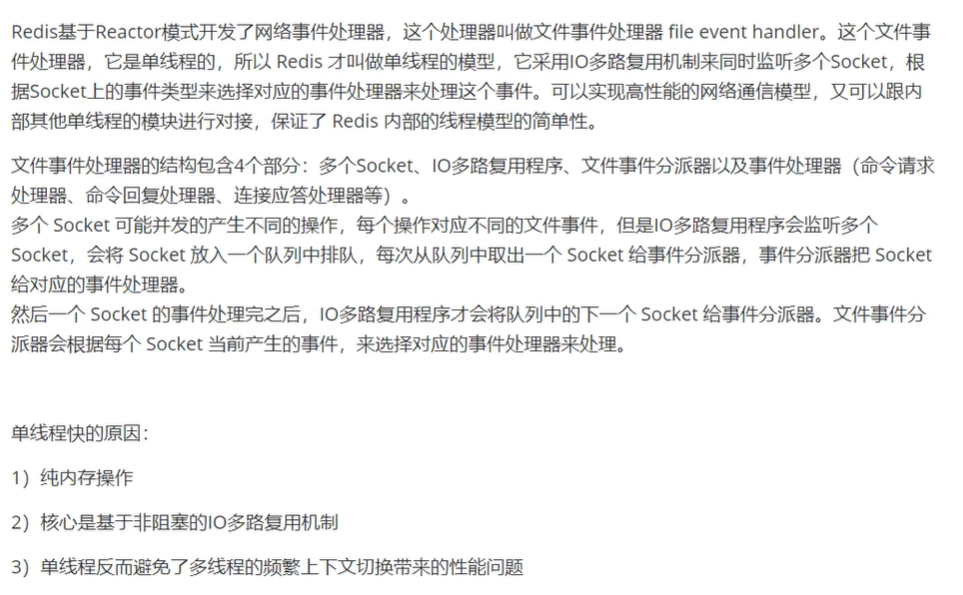 Redis基于Reactor模式开发了网络事件处理器，这个处理器叫做文件事件处理器 file event handler。这个文件事
件处理器，它是单线程的，所以 Redis 才叫做单线程的模型，它采用IO多路复用机制来同时监听多个Socket，根
据Socket上的事件类型来选择对应的事件处理器来处理这个事件。可以实现高性能的网络通信模型，又可以跟内
部其他单线程的模块进行对接，保证了 Redis 内部的线程模型的简单性。
文件事件处理器的结构包含4个部分：多个Socket、IO多路复用程序、文件事件分派器以及事件处理器（命令请求
处理器、命令回复处理器、连接应答处理器等）。
多个 Socket 可能并发的产生不同的操作，每个操作对应不同的文件事件，但是IO多路复用程序会监听多个
Socket，会将 Socket 放入一个队列中排队，每次从队列中取出一个 Socket 给事件分派器，事件分派器把 Socket
给对应的事件处理器。
然后一个 Socket 的事件处理完之后，IO多路复用程序才会将队列中的下一个 Socket 给事件分派器。文件事件分
派器会根据每个 Socket 当前产生的事件，来选择对应的事件处理器来处理。
单线程快的原因：
1）纯内存操作
2）核心是基于非阻塞的IO多路复用机制
3）单线程反而避免了多线程的频繁上下文切换带来的性能问题